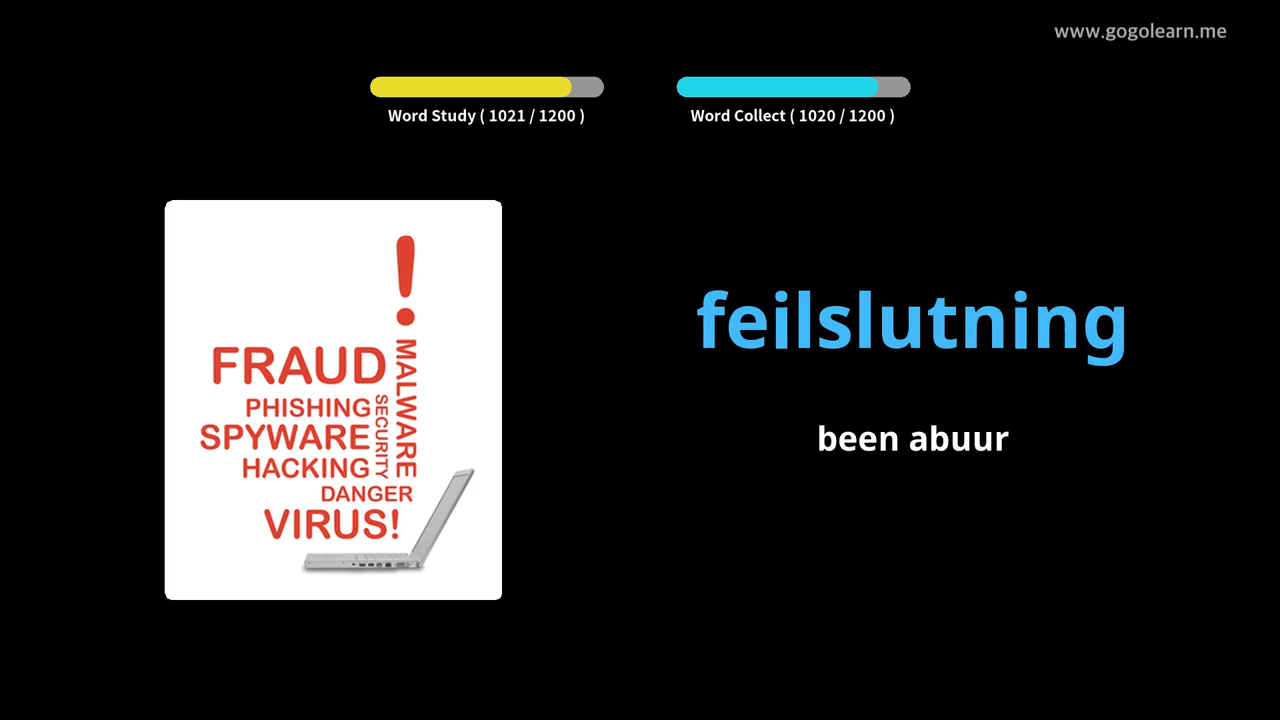 www.gogolearn.me
Word Study ( 1021 / 1200 )
Word Collect ( 1020 / 1200 )
!
FRAUD
MALWARE
PHISHING
SECURITY
SPYWARE
HACKING
DANGER
VIRUS!
feilslutning
been abuur